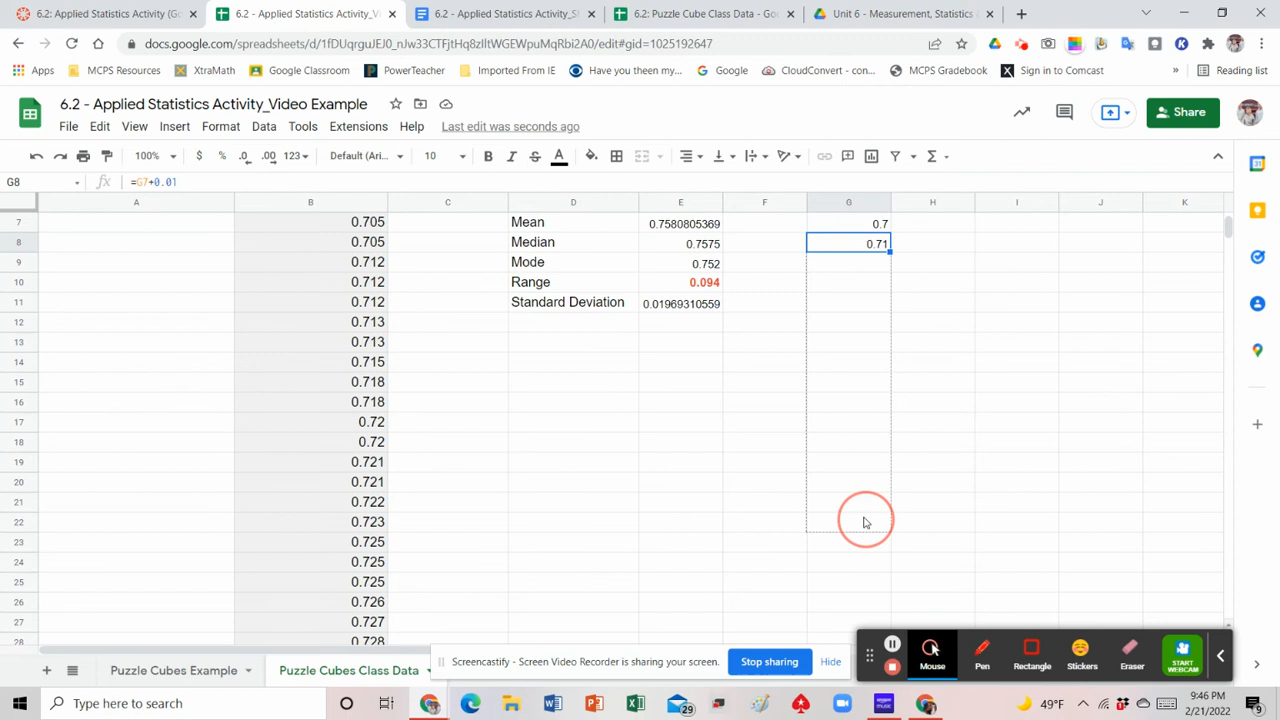 6.2: Applied Statistics Activity (Go
6.2 - Applied Statistics Activity_Vi
6.2 - Applied Statistics Activity_S
6.2: Puzzle Cube Class Data - Goo
Unit 6 - Measurement, Statistics
docs.google.com/spreadsheets/d/1fDUqrguJEJ0_nJw33CTFJtHq8zIltWGEWpvMqRbi2A0/edit#gid=1025192647
Apps MCPS Resources XtraMath Google Classroom PowerTeacher Imported From IE Have you theen my... Google CloudConvert - con... MCPS Gradebook Sign in to Comcast » Reading list
6.2 - Applied Statistics Activity_Video Example
File Edit View Insert Format Data Tools Extensions Help Last edit was seconds ago
Share
100% $ % .0 .00 123 Default (Ari... 10 B I S A
G8 fx =G7+0.01
A B C D E F G H I J K
7 0.705 Mean 0.7580805369 0.7
8 0.705 Median 0.7575 0.71
9 0.712 Mode 0.752
10 0.712 Range 0.094
11 0.712 Standard Deviation 0.01969310559
12 0.713
13 0.713
14 0.715
15 0.718
16 0.718
17 0.72
18 0.72
19 0.721
20 0.721
21 0.722
22 0.723
23 0.725
24 0.725
25 0.725
26 0.726
27 0.727
28 0.728
Mouse Pen Rectangle Stickers Eraser START WEBCAM
Screencastify - Screen Video Recorder is sharing your screen. Stop sharing Hide
Puzzle Cubes Example Puzzle Cubes Class Data
Type here to search
29
49°F
9:46 PM
2/21/2022
9